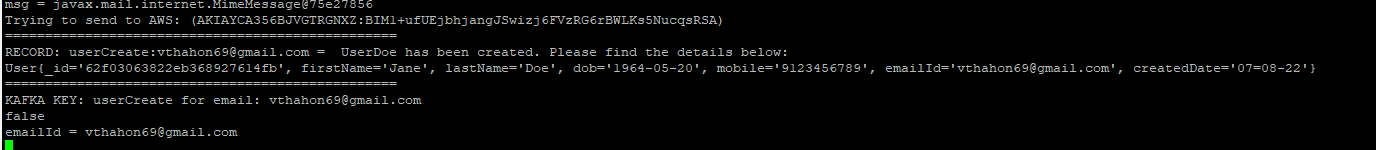 msg = javax.mail.internet.MimeMessage@75e27856
Trying to send to AWS: (AKIAYCA356BJVGTRGNXZ:BIM1+ufUEjbhjangJSwizj6FVzRG6rBWLKs5NucqsRSA)
=================================================
RECORD: userCreate:vthahon69@gmail.com =  UserDoe has been created. Please find the details below:
User{_id='62f03063822eb368927614fb', firstName='Jane', lastName='Doe', dob='1964-05-20', mobile='9123456789', emailId='vthahon69@gmail.com', createdDate='07=08-22'}
=================================================
KAFKA KEY: userCreate for email: vthahon69@gmail.com
false
emailId = vthahon69@gmail.com